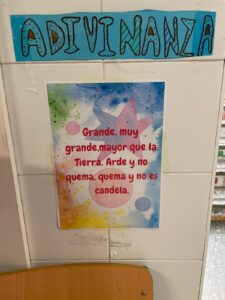 ADIVINANZA
Grande, muy
grande,mayor que la
Tierra. Arde y no
quema, quema y no es
candela.